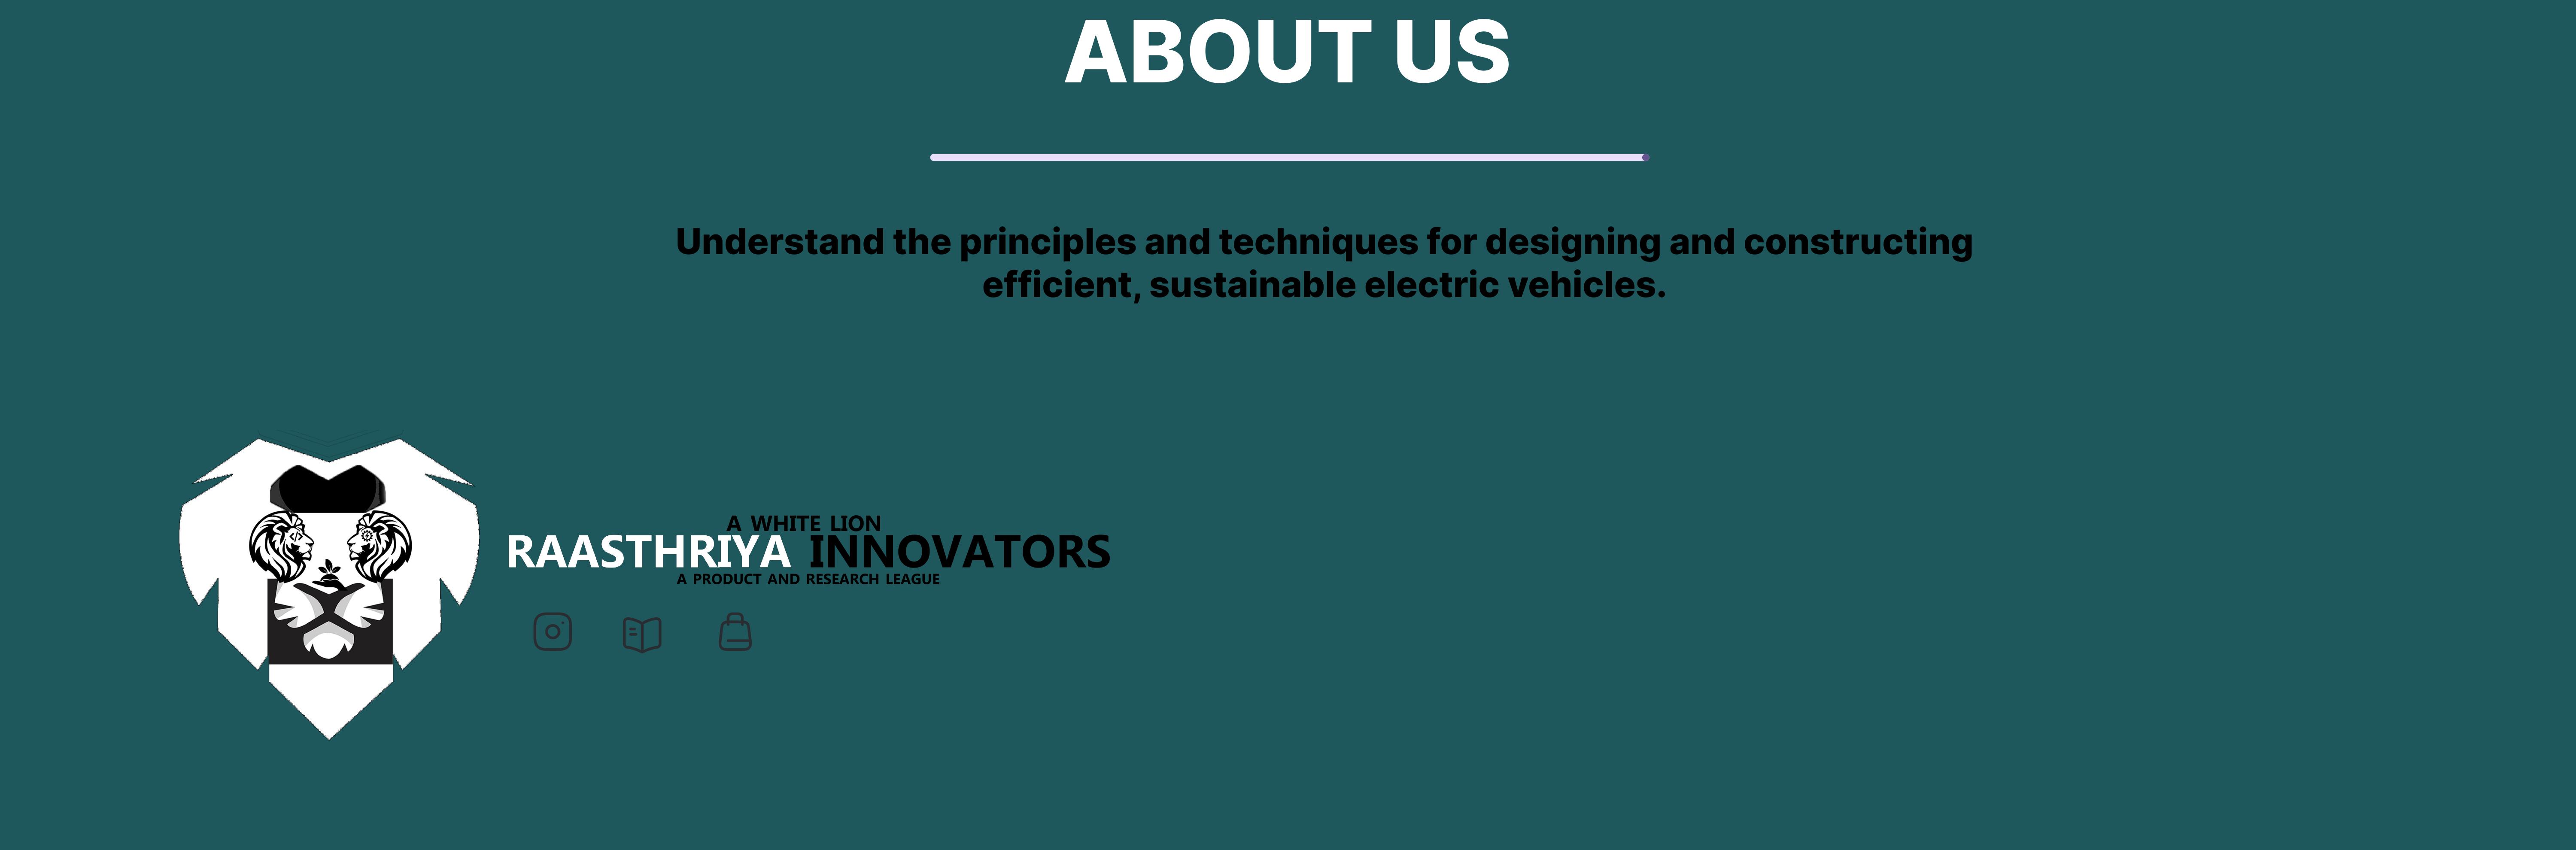 ABOUT US
Understand the principles and techniques for designing and constructing
efficient, sustainable electric vehicles.
A WHITE LION
RAASTHRIYA INNOVATORS
A PRODUCT AND RESEARCH LEAGUE